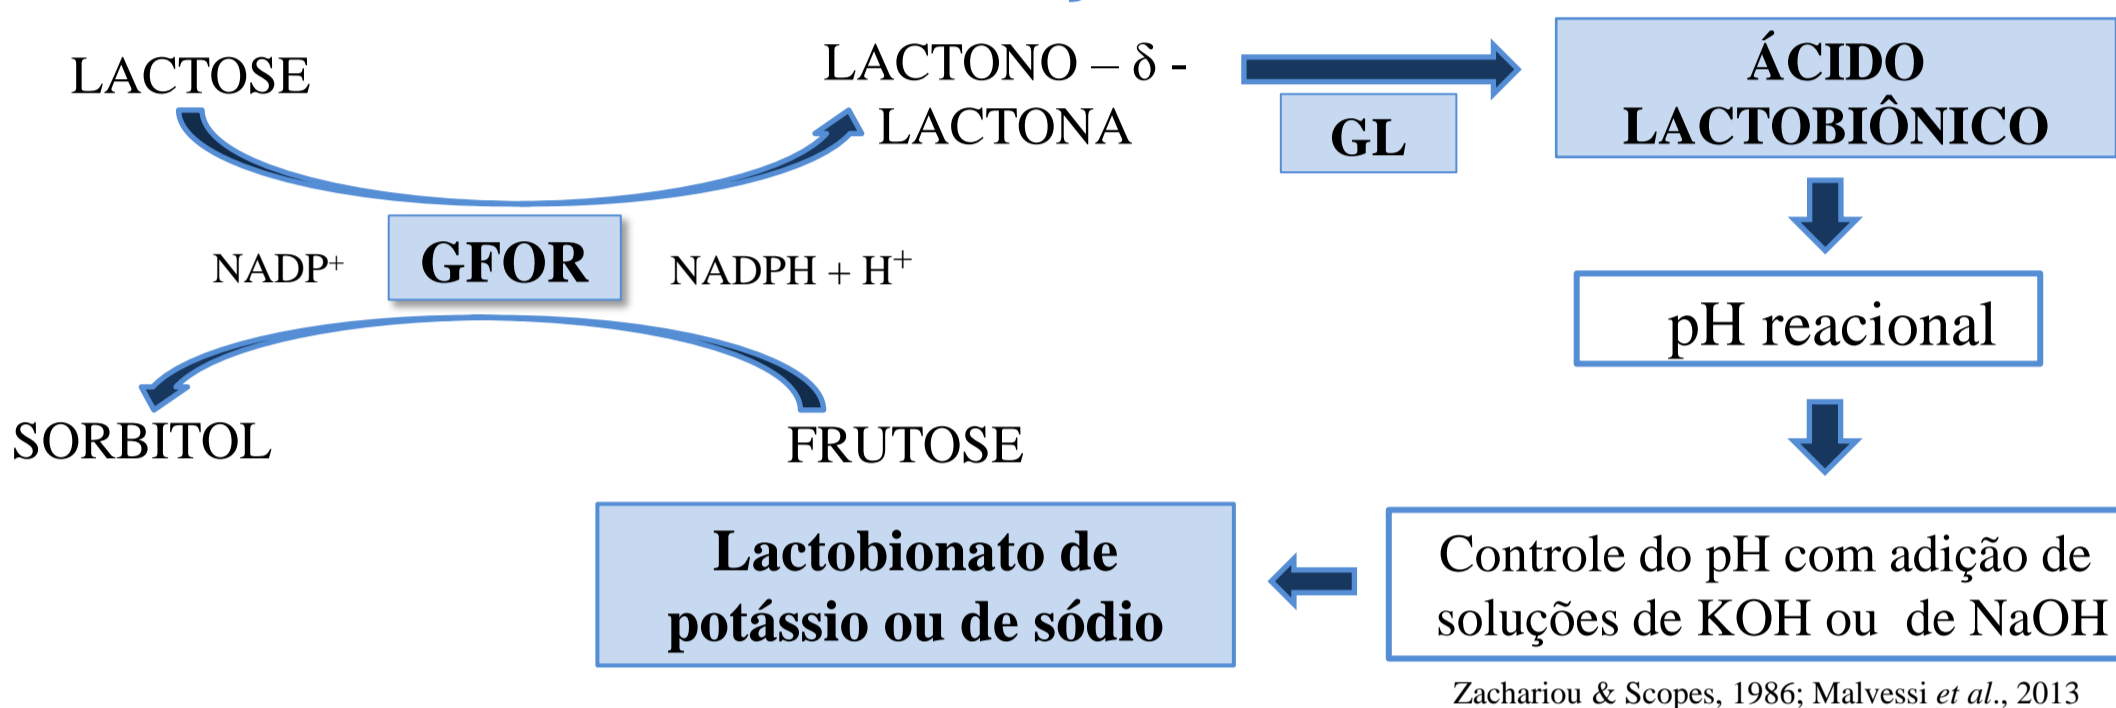 LACTOSE
LACTONO – δ -
LACTONA
GL
ÁCIDO
LACTOBIÔNICO
NADP⁺
GFOR
NADPH + H⁺
pH reacional
SORBITOL
FRUTOSE
Lactobionato de
potássio ou de sódio
Controle do pH com adição de
soluções de KOH ou de NaOH
Zachariou & Scopes, 1986; Malvessi et al., 2013